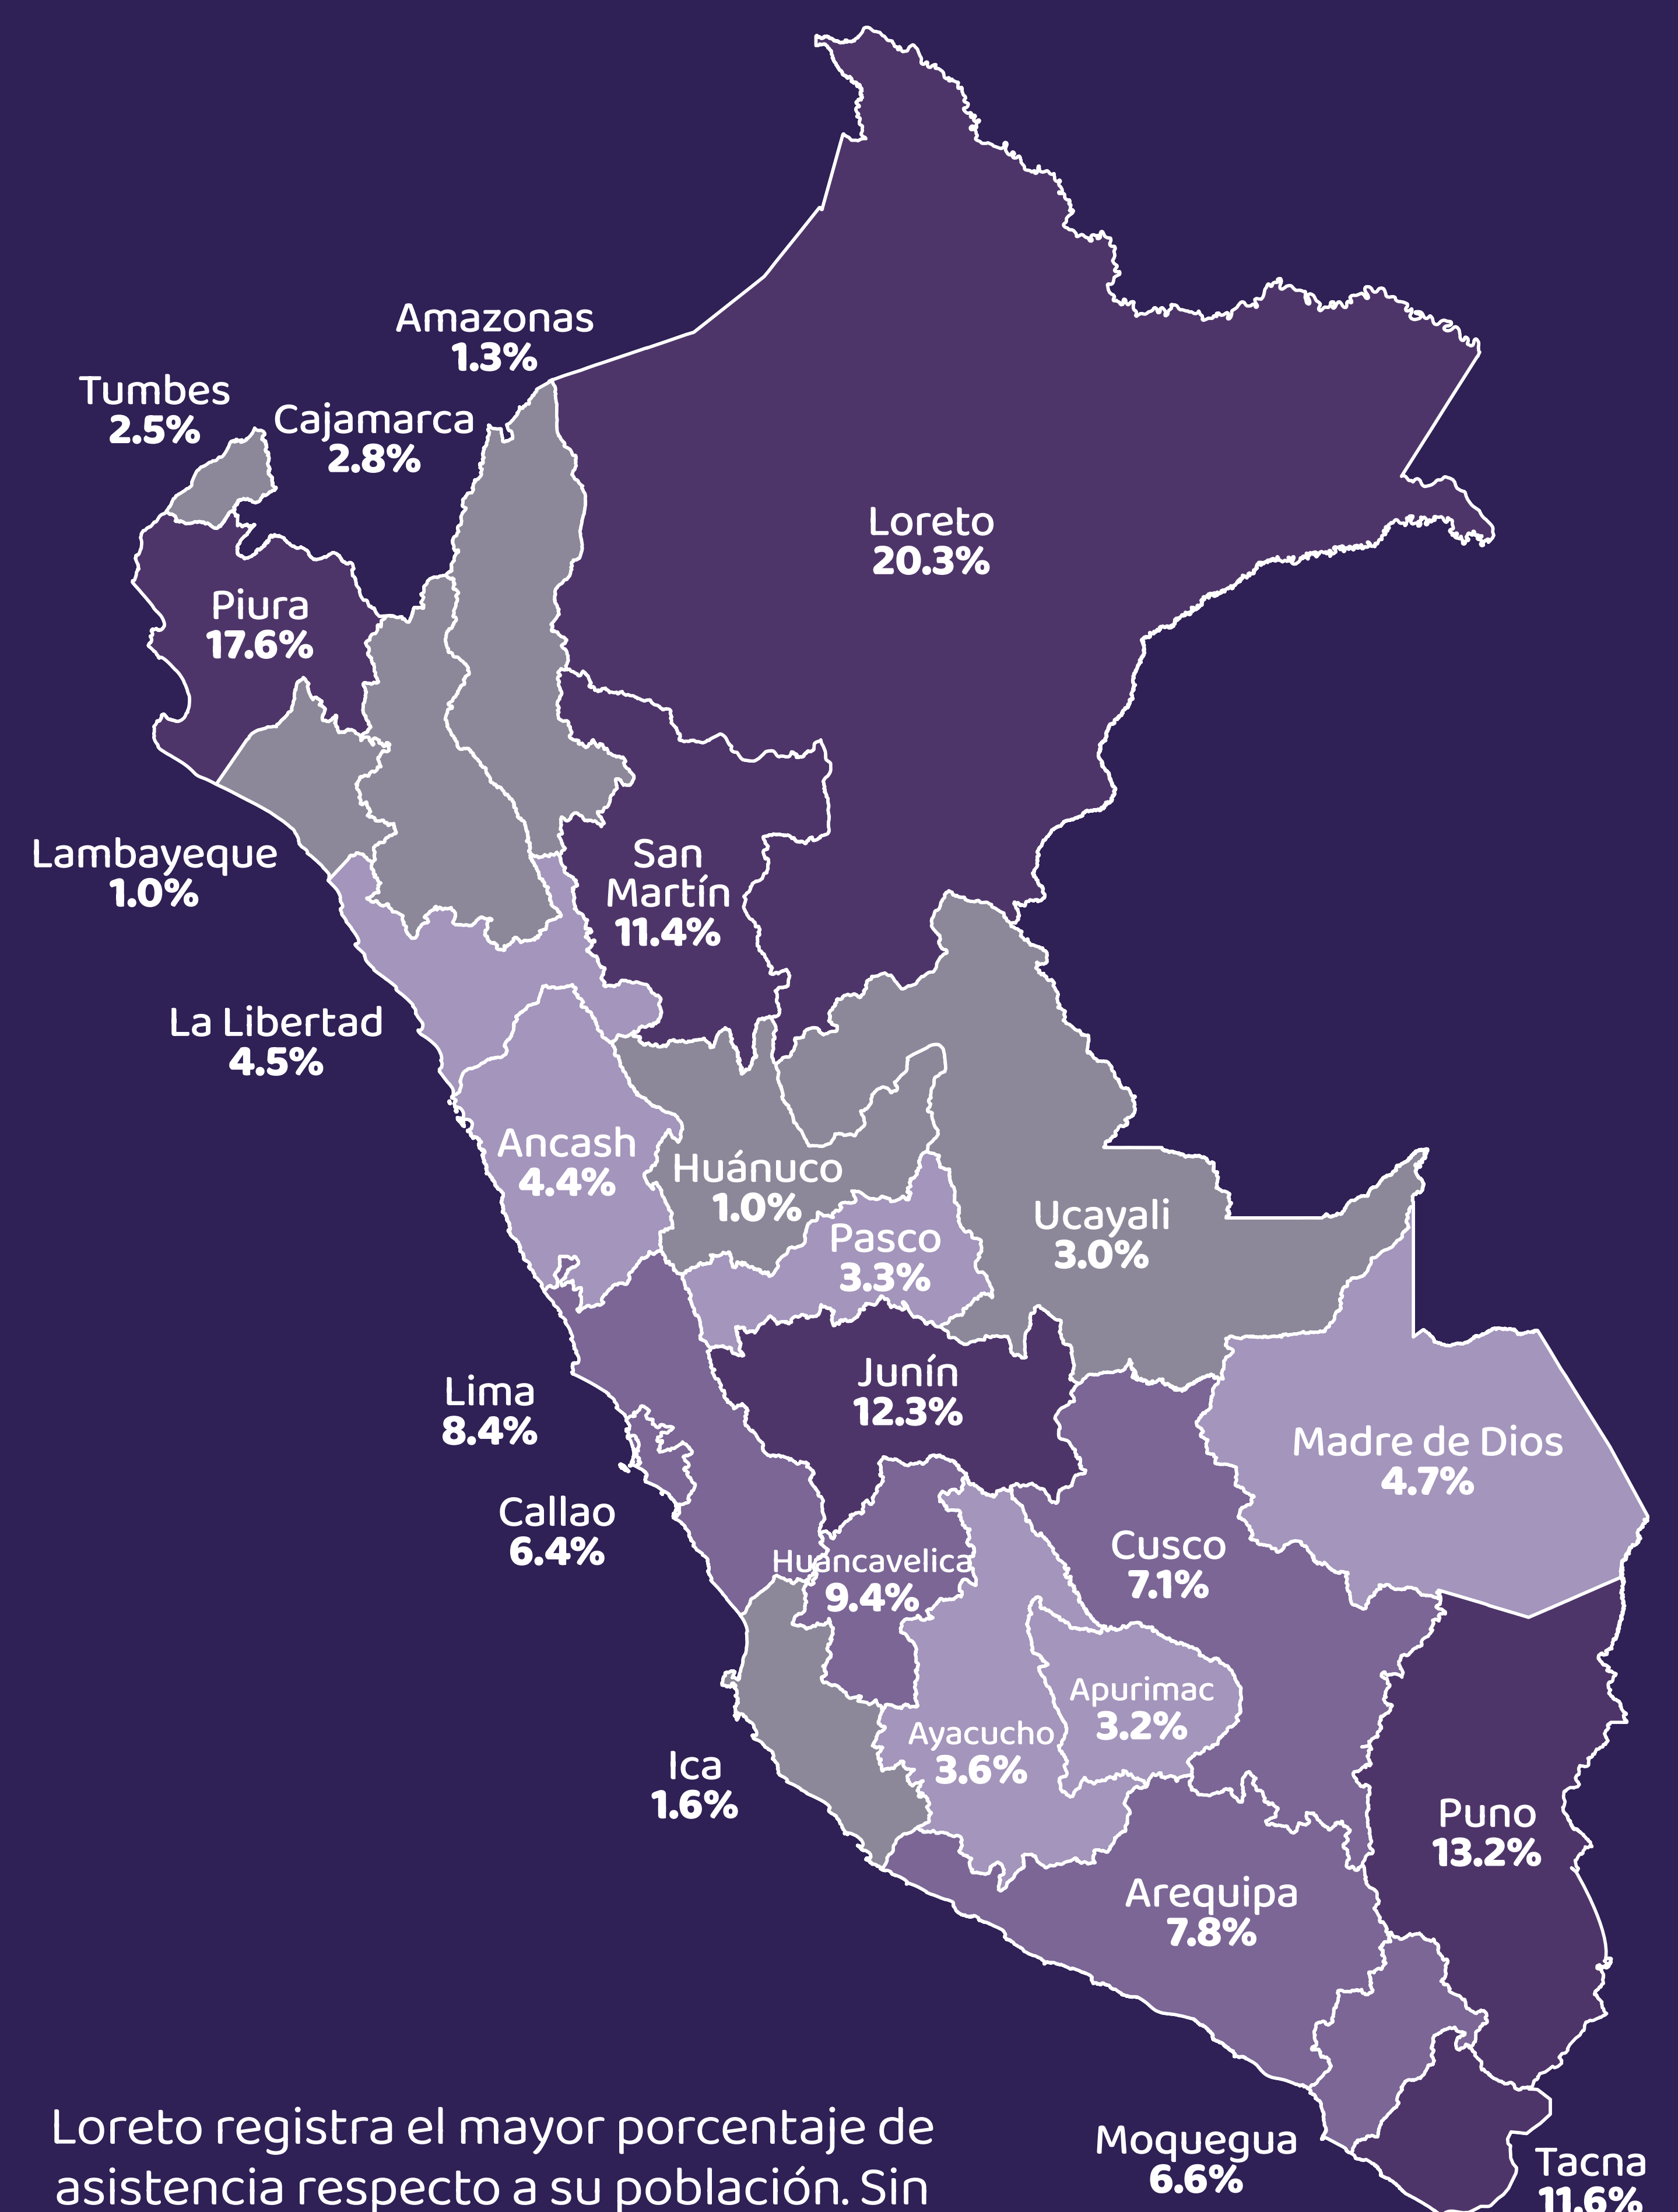 Amazonas
1.3%
Tumbes
2.5%
Cajamarca
2.8%
Loreto
20.3%
Piura
17.6%
Lambayeque
1.0%
San
Martín
11.4%
La Libertad
4.5%
Ancash
4.4%
Huánuco
1.0%
Pasco
3.3%
Ucayali
3.0%
Lima
8.4%
Junín
12.3%
Madre de Dios
4.7%
Callao
6.4%
Huancavelica
9.4%
Cusco
7.1%
Apurimac
3.2%
Ayacucho
3.6%
Ica
1.6%
Puno
13.2%
Arequipa
7.8%
Moquegua
6.6%
Tacna
11.6%
Loreto registra el mayor porcentaje de
asistencia respecto a su población. Sin